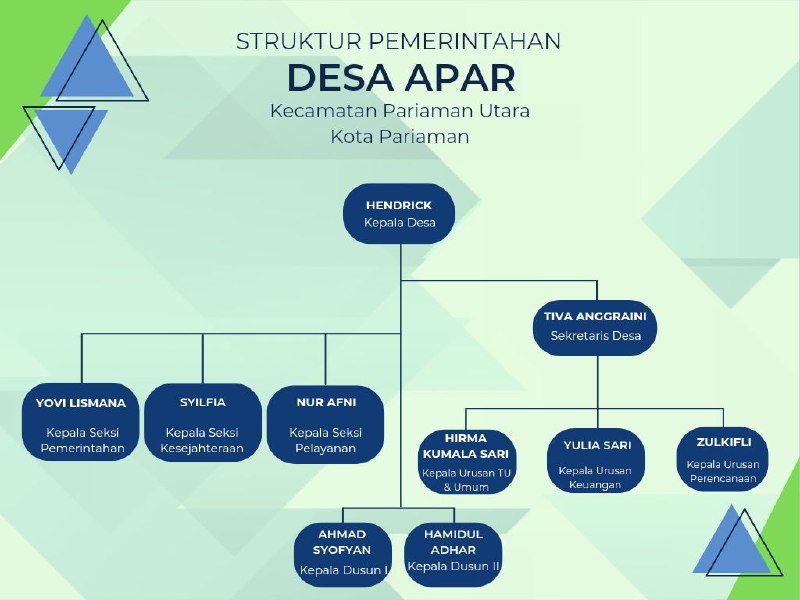 STRUKTUR PEMERINTAHAN
DESA APAR
Kecamatan Pariaman Utara
Kota Pariaman
HENDRICK
Kepala Desa
TIVA ANGGRAINI
Sekretaris Desa
YOVI LISMANA
Kepala Seksi
Pemerintahan
SYILFIA
Kepala Seksi
Kesejahteraan
NUR AFNI
Kepala Seksi
Pelayanan
HIRMA
KUMALA SARI
Kepala Urusan TU
& Umum
YULIA SARI
Kepala Urusan
Keuangan
ZULKIFLI
Kepala Urusan
Perencanaan
AHMAD
SYOFYAN
Kepala Dusun I
HAMIDUL
ADHAR
Kepala Dusun II